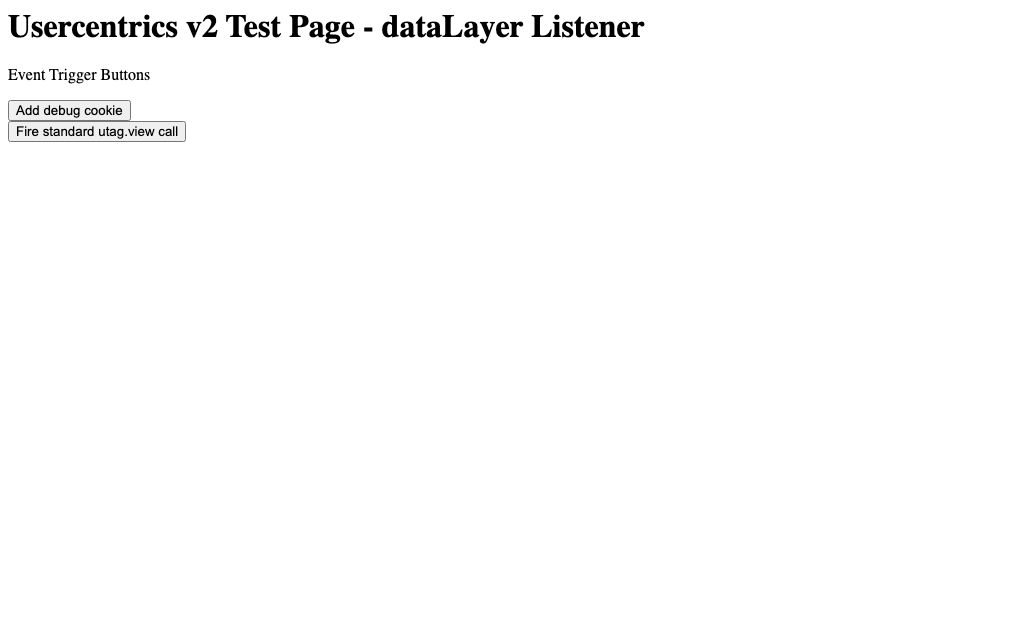 Usercentrics v2 Test Page - dataLayer Listener
Event Trigger Buttons
Add debug cookie
Fire standard utag.view call